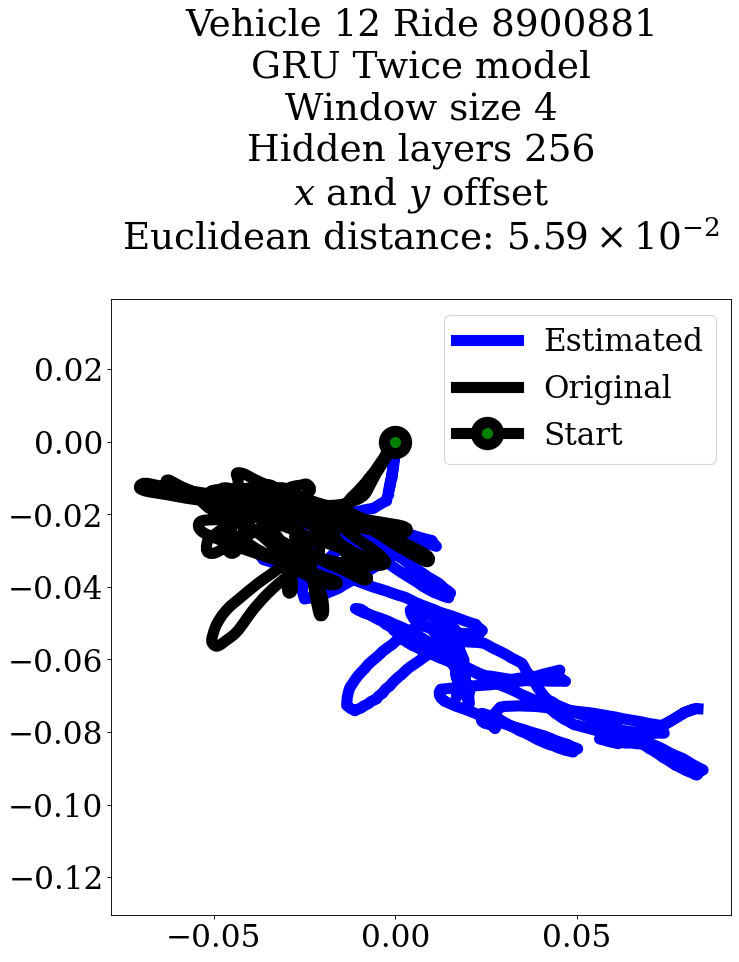 Vehicle 12 Ride 8900881
GRU Twice model
Window size 4
Hidden layers 256
x and y offset
Euclidean distance: 5.59 × 10⁻²
Estimated
Original
Start
0.02
0.00
−0.02
−0.04
−0.06
−0.08
−0.10
−0.12
−0.05
0.00
0.05